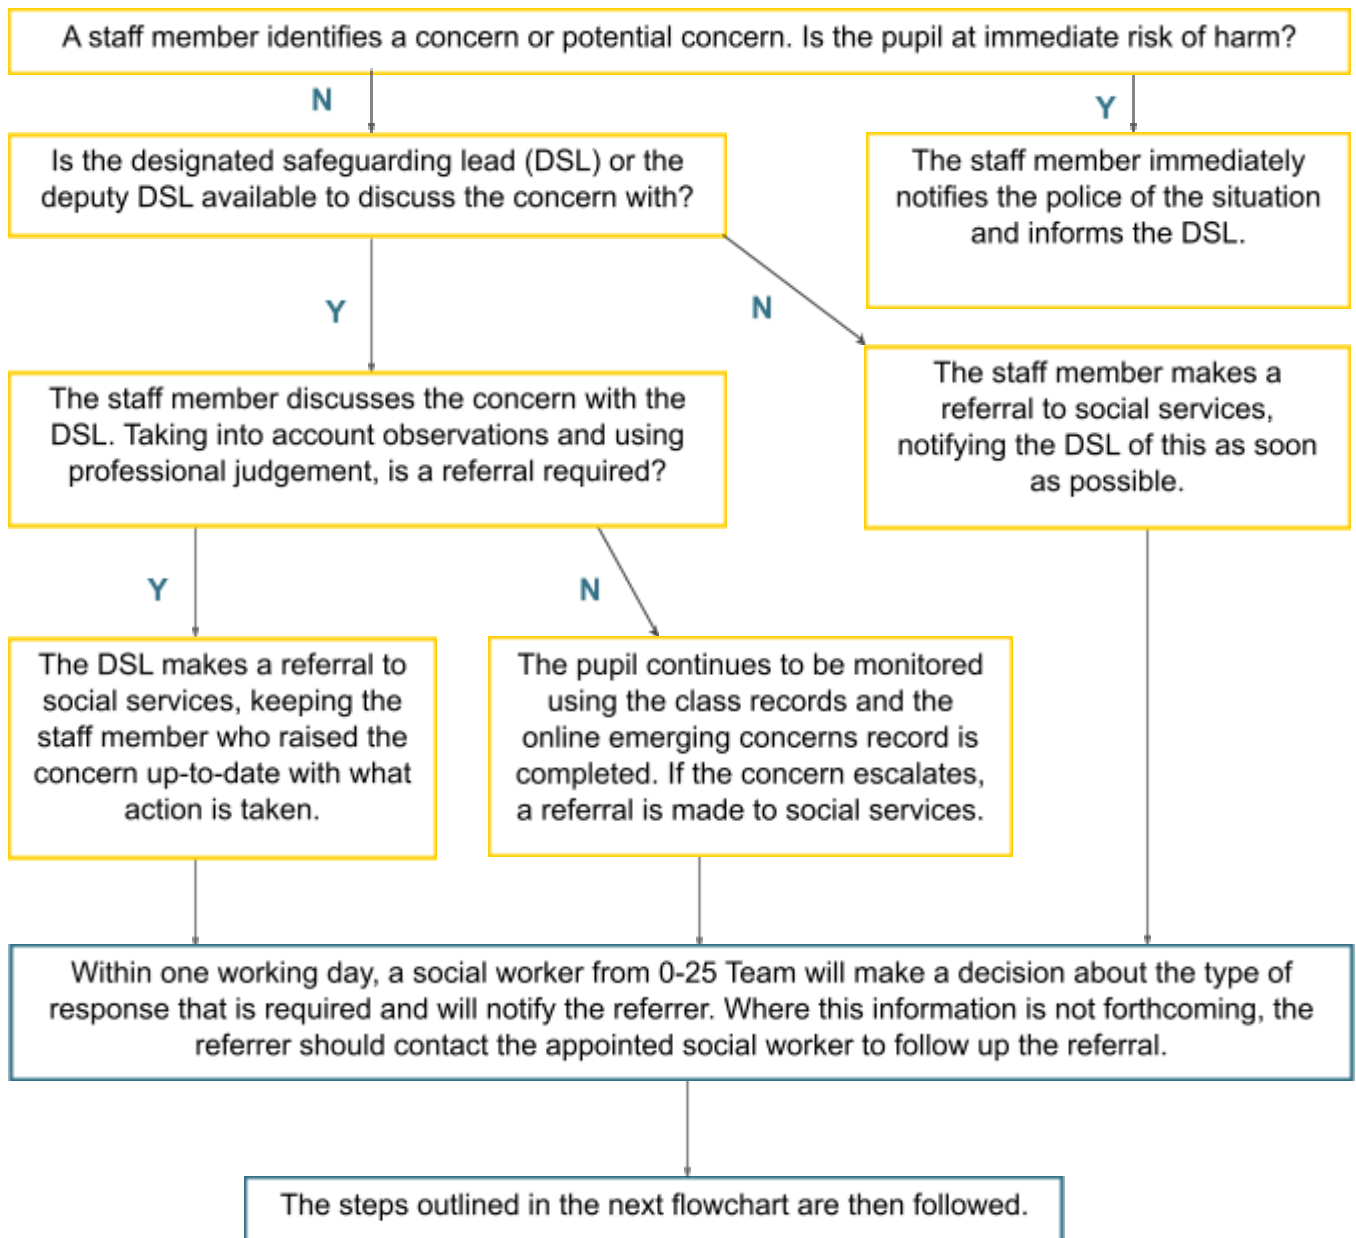 A staff member identifies a concern or potential concern. Is the pupil at immediate risk of harm?
N
Y
Is the designated safeguarding lead (DSL) or the
deputy DSL available to discuss the concern with?
The staff member immediately
notifies the police of the situation
and informs the DSL.
Y
N
The staff member discusses the concern with the
DSL. Taking into account observations and using
professional judgement, is a referral required?
The staff member makes a
referral to social services,
notifying the DSL of this as soon
as possible.
Y
N
The DSL makes a referral to
social services, keeping the
staff member who raised the
concern up-to-date with what
action is taken.
The pupil continues to be monitored
using the class records and the
online emerging concerns record is
completed. If the concern escalates,
a referral is made to social services.
Within one working day, a social worker from 0-25 Team will make a decision about the type of
response that is required and will notify the referrer. Where this information is not forthcoming, the
referrer should contact the appointed social worker to follow up the referral.
The steps outlined in the next flowchart are then followed.